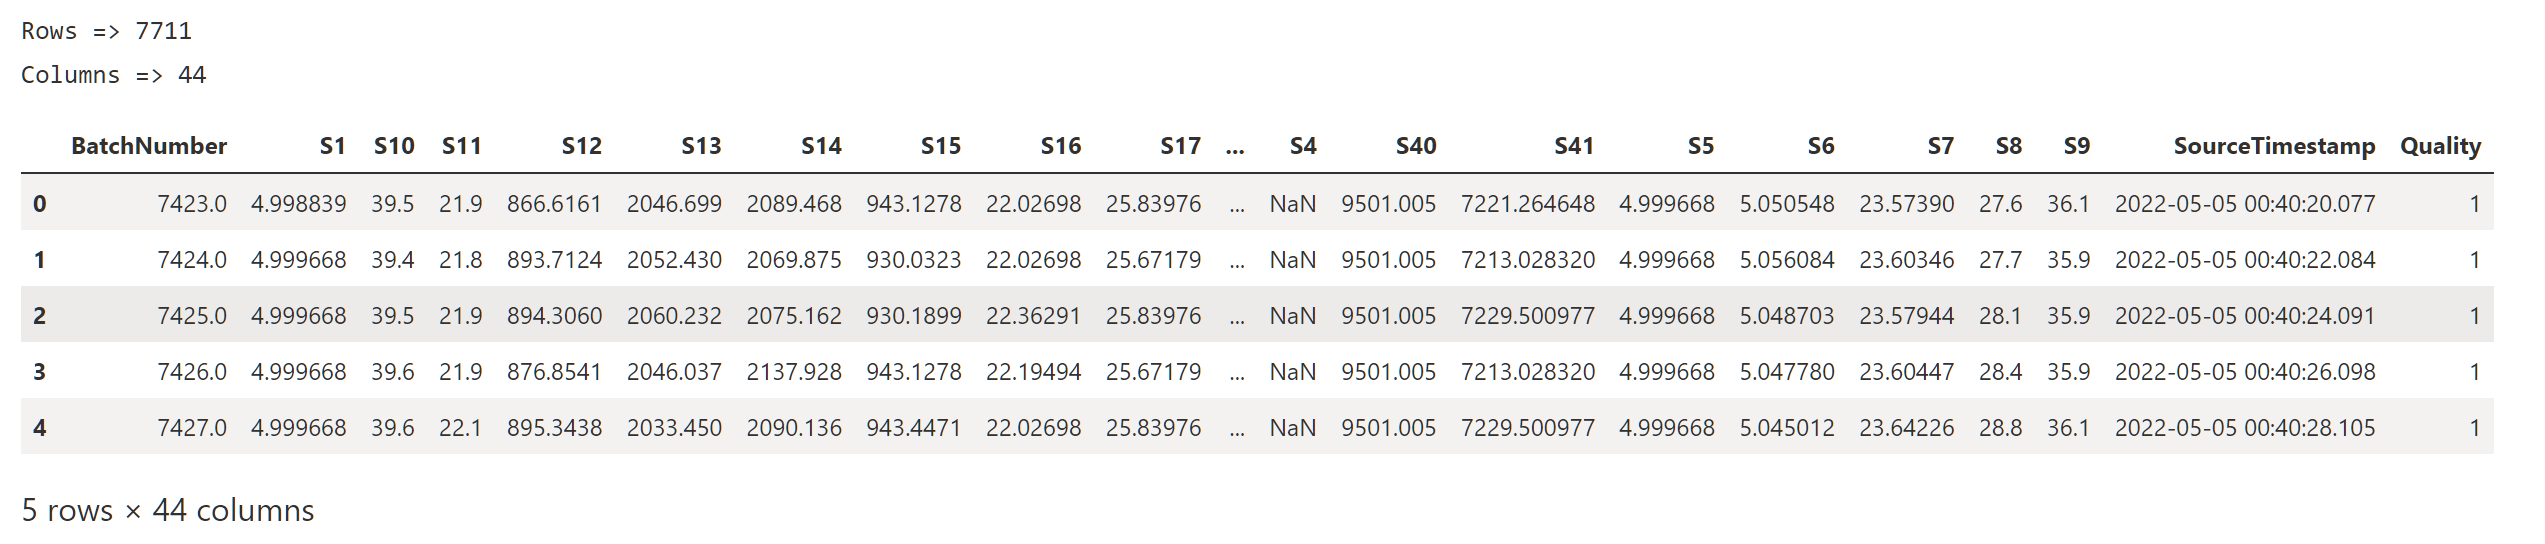 Rows => 7711
Columns => 44
BatchNumber S1 S10 S11 S12 S13 S14 S15 S16 S17 ... S4 S40 S41 S5 S6 S7 S8 S9 SourceTimestamp Quality
0 7423.0 4.998839 39.5 21.9 866.6161 2046.699 2089.468 943.1278 22.02698 25.83976 ... NaN 9501.005 7221.264648 4.999668 5.050548 23.57390 27.6 36.1 2022-05-05 00:40:20.077 1
1 7424.0 4.999668 39.4 21.8 893.7124 2052.430 2069.875 930.0323 22.02698 25.67179 ... NaN 9501.005 7213.028320 4.999668 5.056084 23.60346 27.7 35.9 2022-05-05 00:40:22.084 1
2 7425.0 4.999668 39.5 21.9 894.3060 2060.232 2075.162 930.1899 22.36291 25.83976 ... NaN 9501.005 7229.500977 4.999668 5.048703 23.57944 28.1 35.9 2022-05-05 00:40:24.091 1
3 7426.0 4.999668 39.6 21.9 876.8541 2046.037 2137.928 943.1278 22.19494 25.67179 ... NaN 9501.005 7213.028320 4.999668 5.047780 23.60447 28.4 35.9 2022-05-05 00:40:26.098 1
4 7427.0 4.999668 39.6 22.1 895.3438 2033.450 2090.136 943.4471 22.02698 25.83976 ... NaN 9501.005 7229.500977 4.999668 5.045012 23.64226 28.8 36.1 2022-05-05 00:40:28.105 1
5 rows × 44 columns